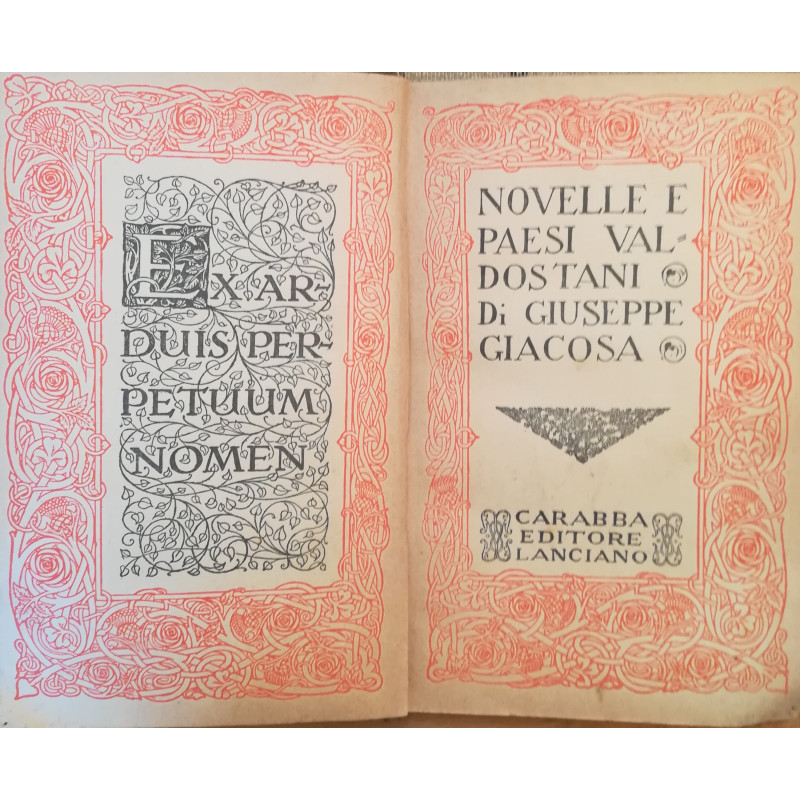 EX AR-
DUIS PER-
PETUUM
NOMEN
NOVELLE E
PAESI VAL=
DOSTANI
Di GIUSEPPE
GIACOSA
CARABBA
EDITORE
LANCIANO